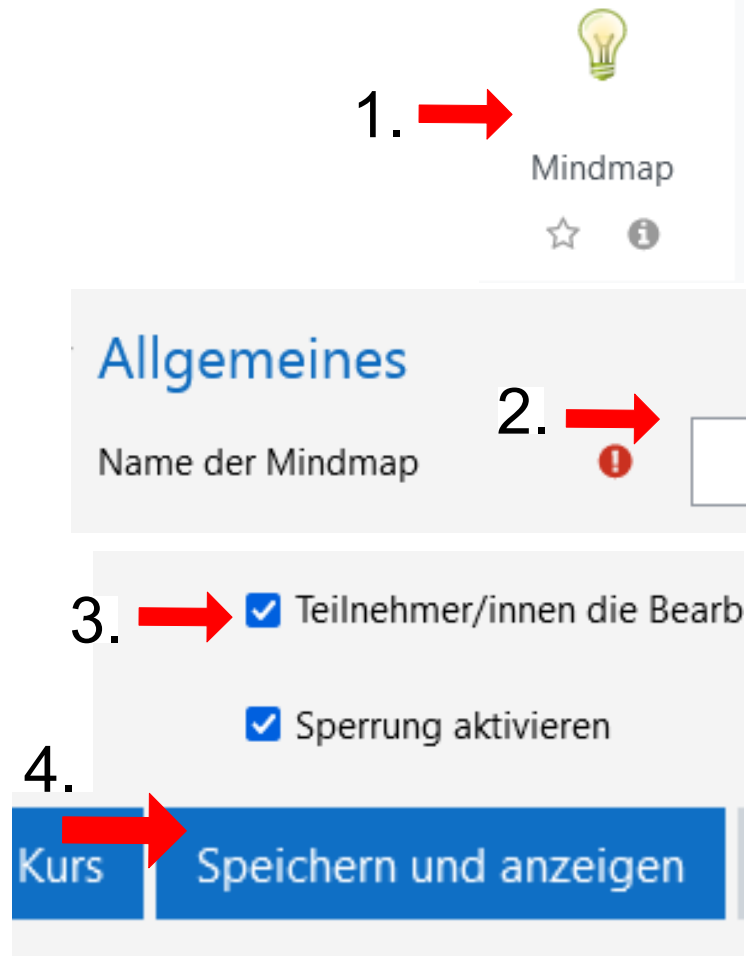 1.
Mindmap
Allgemeines
2.
Name der Mindmap
3.
Teilnehmer/innen die Bearb
Sperrung aktivieren
4.
Kurs
Speichern und anzeigen